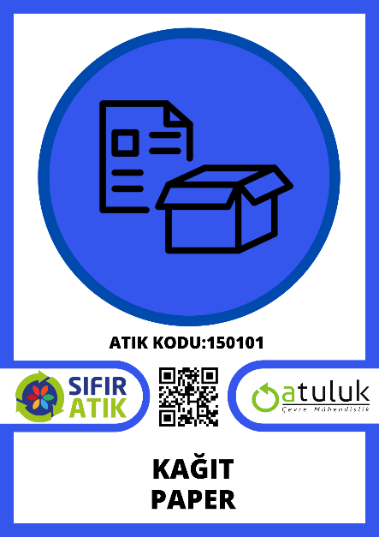 ATIK KODU:150101
SIFIR
ATIK
atuluk
Çevre Mühendislik
KAĞIT
PAPER